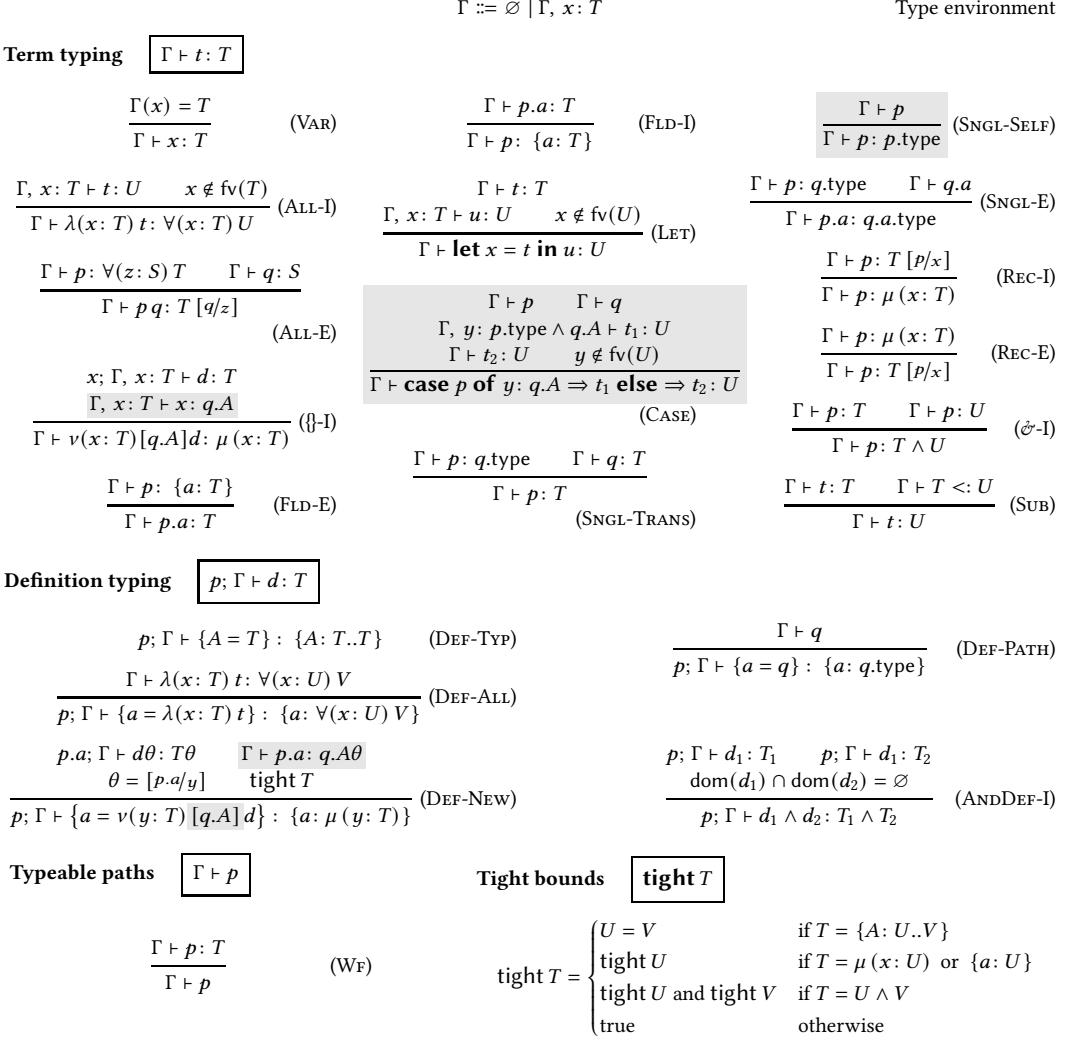 Γ ::= ∅ | Γ, x: T Type environment
Term typing Γ ⊢ t: T
Γ(x) = T
Γ ⊢ x: T
(Var)
Γ ⊢ p.a: T
Γ ⊢ p: {a: T}
(Fld-I)
Γ ⊢ p
Γ ⊢ p: p.type
(Sngl-Self)
Γ, x: T ⊢ t: U x ∉ fv(T)
Γ ⊢ λ(x: T) t: ∀(x: T) U
(All-I)
Γ ⊢ t: T
Γ, x: T ⊢ u: U x ∉ fv(U)
Γ ⊢ let x = t in u: U
(Let)
Γ ⊢ p: q.type Γ ⊢ q.a
Γ ⊢ p.a: q.a.type
(Sngl-E)
Γ ⊢ p: ∀(z: S) T Γ ⊢ q: S
Γ ⊢ p q: T [q/z]
(All-E)
Γ ⊢ p Γ ⊢ q
Γ, y: p.type ∧ q.A ⊢ t₁: U
Γ ⊢ t₂: U y ∉ fv(U)
Γ ⊢ case p of y: q.A ⇒ t₁ else ⇒ t₂: U
(Case)
Γ ⊢ p: T [p/x]
Γ ⊢ p: μ (x: T)
(Rec-I)
Γ ⊢ p: μ (x: T)
Γ ⊢ p: T [p/x]
(Rec-E)
x; Γ, x: T ⊢ d: T
Γ, x: T ⊢ x: q.A
Γ ⊢ ν(x: T)[q.A]d: μ (x: T)
({}-I)
Γ ⊢ p: T Γ ⊢ p: U
Γ ⊢ p: T ∧ U
(&-I)
Γ ⊢ p: {a: T}
Γ ⊢ p.a: T
(Fld-E)
Γ ⊢ p: q.type Γ ⊢ q: T
Γ ⊢ p: T
(Sngl-Trans)
Γ ⊢ t: T Γ ⊢ T <: U
Γ ⊢ t: U
(Sub)
Definition typing p; Γ ⊢ d: T
p; Γ ⊢ {A = T} : {A: T..T} (Def-Typ)
Γ ⊢ q
p; Γ ⊢ {a = q} : {a: q.type}
(Def-Path)
Γ ⊢ λ(x: T) t: ∀(x: U) V
p; Γ ⊢ {a = λ(x: T) t} : {a: ∀(x: U) V}
(Def-All)
p.a; Γ ⊢ dθ: Tθ Γ ⊢ p.a: q.Aθ
θ = [p.a/y] tight T
p; Γ ⊢ {a = ν(y: T) [q.A] d} : {a: μ (y: T)}
(Def-New)
p; Γ ⊢ d₁: T₁ p; Γ ⊢ d₁: T₂
dom(d₁) ∩ dom(d₂) = ∅
p; Γ ⊢ d₁ ∧ d₂: T₁ ∧ T₂
(AndDef-I)
Typeable paths Γ ⊢ p
Tight bounds tight T
Γ ⊢ p: T
Γ ⊢ p
(Wf)
tight T =
U = V if T = {A: U..V}
tight U if T = μ (x: U) or {a: U}
tight U and tight V if T = U ∧ V
true otherwise